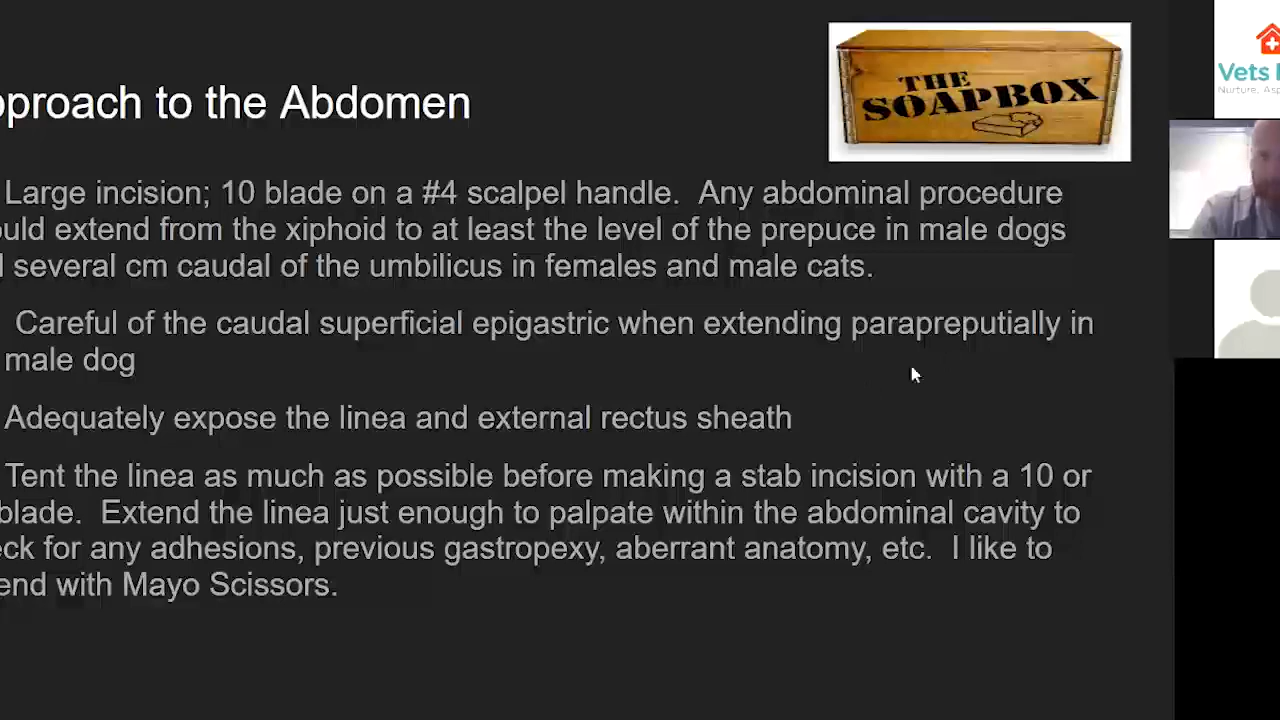 pproach to the Abdomen
THE
SOAPBOX
Large incision; 10 blade on a #4 scalpel handle. Any abdominal procedure
ould extend from the xiphoid to at least the level of the prepuce in male dogs
several cm caudal of the umbilicus in females and male cats.
Careful of the caudal superficial epigastric when extending parapreputially in
male dog
Adequately expose the linea and external rectus sheath
Tent the linea as much as possible before making a stab incision with a 10 or
blade. Extend the linea just enough to palpate within the abdominal cavity to
eck for any adhesions, previous gastropexy, aberrant anatomy, etc. I like to
end with Mayo Scissors.
Vets
Nurture. Asp